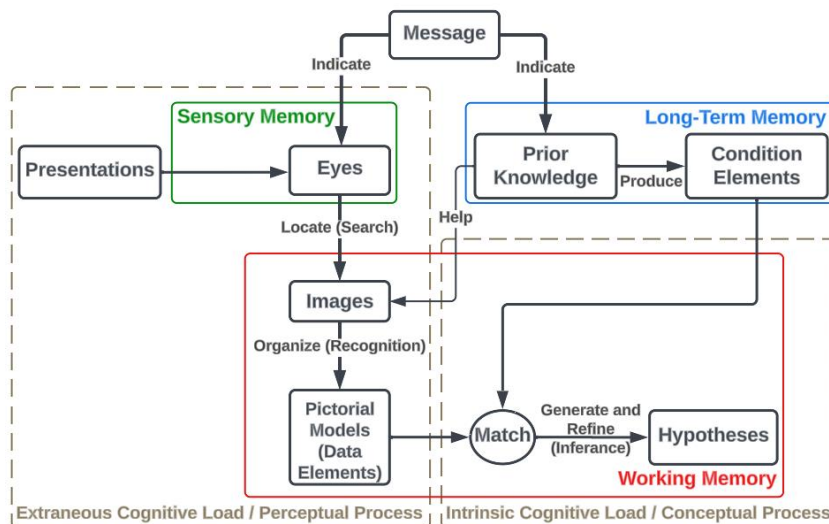 Message
Indicate
Indicate
Sensory Memory
Long-Term Memory
Presentations
Eyes
Prior
Knowledge
Produce
Condition
Elements
Help
Locate (Search)
Images
Organize (Recognition)
Pictorial
Models
(Data
Elements)
Match
Generate and
Refine
(Inferance)
Hypotheses
Working Memory
Extraneous Cognitive Load / Perceptual Process
Intrinsic Cognitive Load / Conceptual Process